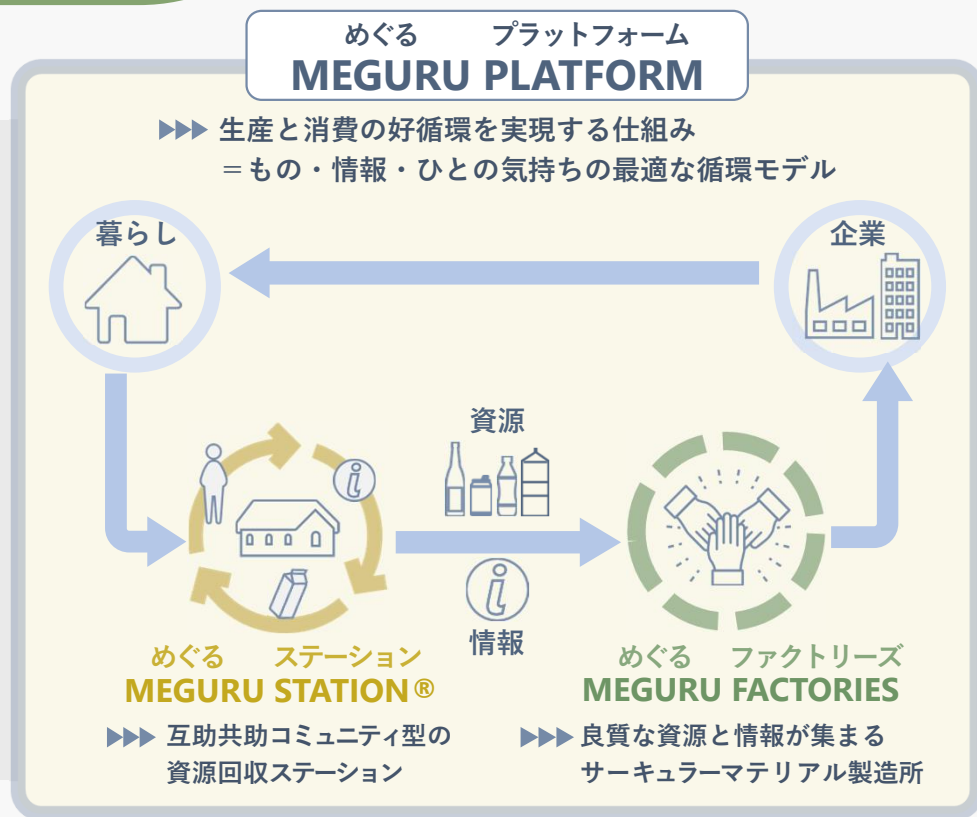 めぐる プラットフォーム
MEGURU PLATFORM
▶▶▶ 生産と消費の好循環を実現する仕組み
＝もの・情報・ひとの気持ちの最適な循環モデル
暮らし
企業
資源
i
i
情報
めぐる ステーション
MEGURU STATION®
▶▶▶ 互助共助コミュニティ型の
資源回収ステーション
めぐる ファクトリーズ
MEGURU FACTORIES
▶▶▶ 良質な資源と情報が集まる
サーキュラーマテリアル製造所